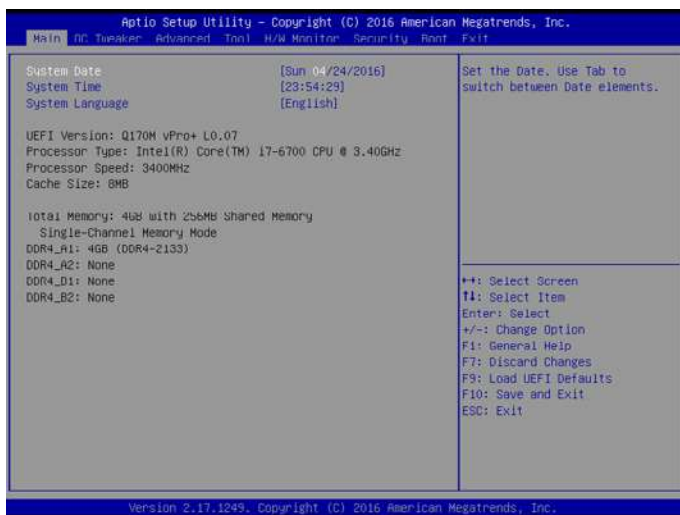 Aptio Setup Utility – Copyright (C) 2016 American Megatrends, Inc.
Main OC Tweaker Advanced Tool H/W Monitor Security Boot Exit
System Date [Sun 04/24/2016]
System Time [23:54:29]
System Language [English]
UEFI Version: Q170M vPro+ L0.07
Processor Type: Intel(R) Core(TM) i7-6700 CPU @ 3.40GHz
Processor Speed: 3400MHz
Cache Size: 8MB
Total Memory: 4GB with 256MB Shared Memory
Single-Channel Memory Mode
DDR4_A1: 4GB (DDR4-2133)
DDR4_A2: None
DDR4_B1: None
DDR4_B2: None
Set the Date. Use Tab to
switch between Date elements.
↔: Select Screen
↑↓: Select Item
Enter: Select
+/-: Change Option
F1: General Help
F7: Discard Changes
F9: Load UEFI Defaults
F10: Save and Exit
ESC: Exit
Version 2.17.1249. Copyright (C) 2016 American Megatrends, Inc.